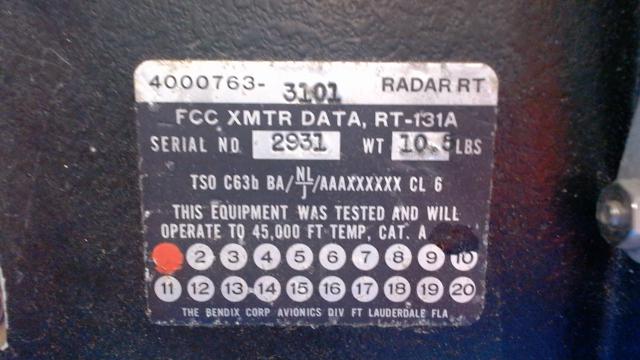 4000763-3101 RADAR RT
FCC XMTR DATA, RT-131A
SERIAL NO 2931 WT 10.8 LBS
TSO C63b BA/NL/J/AAAXXXXXX CL 6
THIS EQUIPMENT WAS TESTED AND WILL
OPERATE TO 45,000 FT TEMP, CAT. A
2 3 4 5 6 7 8 9 10
11 12 13 14 15 16 17 18 19 20
THE BENDIX CORP AVIONICS DIV FT LAUDERDALE FLA